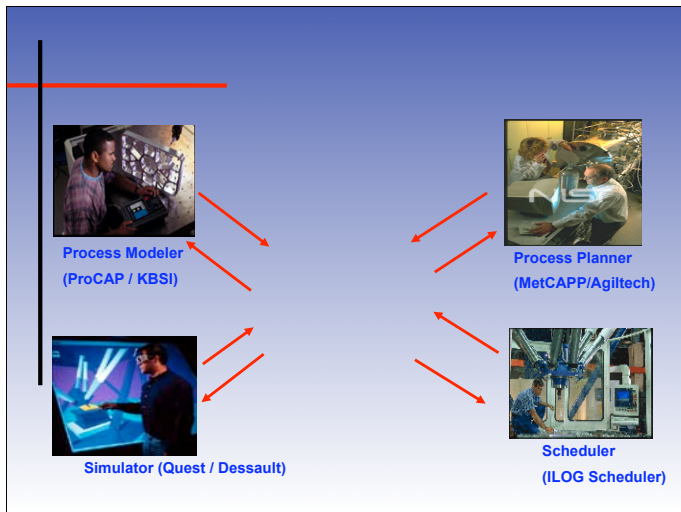 Process Modeler
(ProCAP / KBSI)
Process Planner
(MetCAPP/Agiltech)
Simulator (Quest / Dessault)
Scheduler
(ILOG Scheduler)